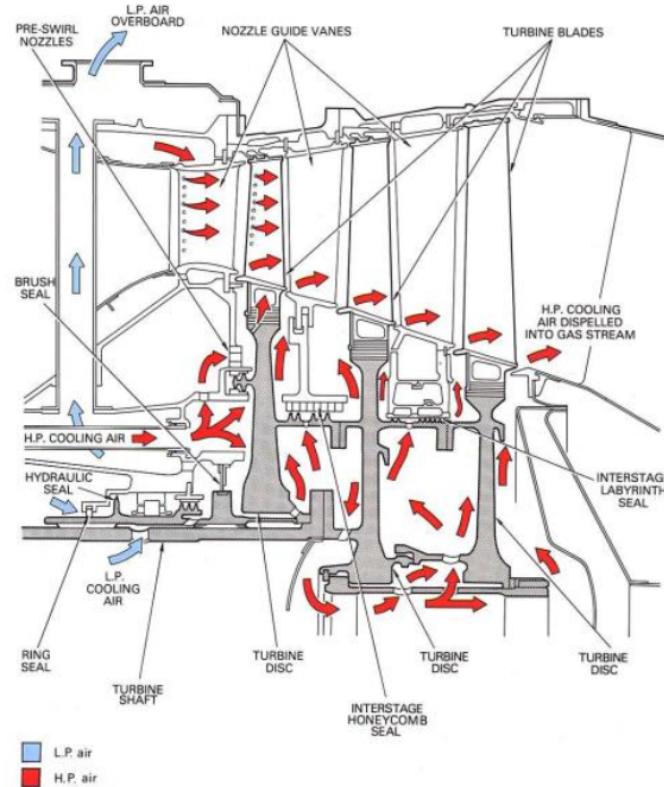 L.P. AIR
OVERBOARD
PRE-SWIRL
NOZZLES
NOZZLE GUIDE VANES
TURBINE BLADES
BRUSH
SEAL
H.P. COOLING
AIR DISPELLED
INTO GAS STREAM
H.P. COOLING AIR
HYDRAULIC
SEAL
INTERSTAGE
LABYRINTH
SEAL
L.P.
COOLING
AIR
RING
SEAL
TURBINE
SHAFT
TURBINE
DISC
INTERSTAGE
HONEYCOMB
SEAL
TURBINE
DISC
TURBINE
DISC
L.P. air
H.P. air